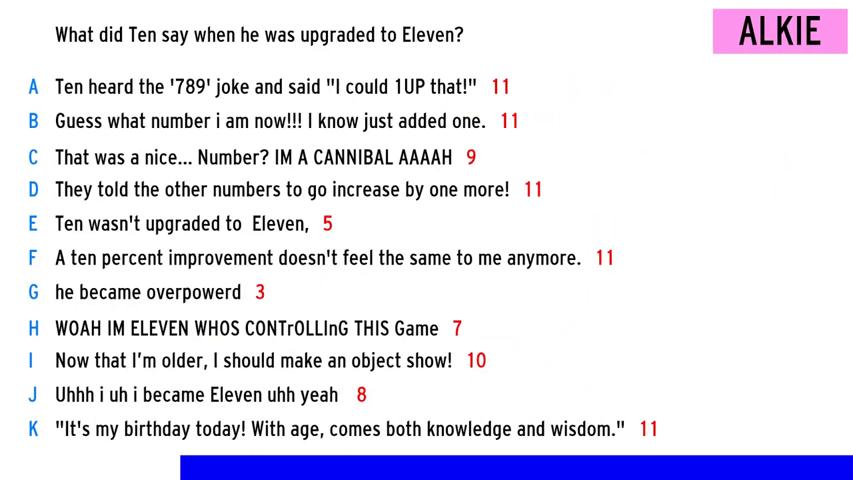 What did Ten say when he was upgraded to Eleven?
ALKIE
A Ten heard the '789' joke and said "I could 1UP that!" 11
B Guess what number i am now!!! I know just added one. 11
C That was a nice... Number? IM A CANNIBAL AAAAH 9
D They told the other numbers to go increase by one more! 11
E Ten wasn't upgraded to  Eleven, 5
F A ten percent improvement doesn't feel the same to me anymore. 11
G he became overpowerd 3
H WOAH IM ELEVEN WHOS CONTrOLLInG THIS Game 7
I Now that I'm older, I should make an object show! 10
J Uhhh i uh i became Eleven uhh yeah 8
K "It's my birthday today! With age, comes both knowledge and wisdom." 11